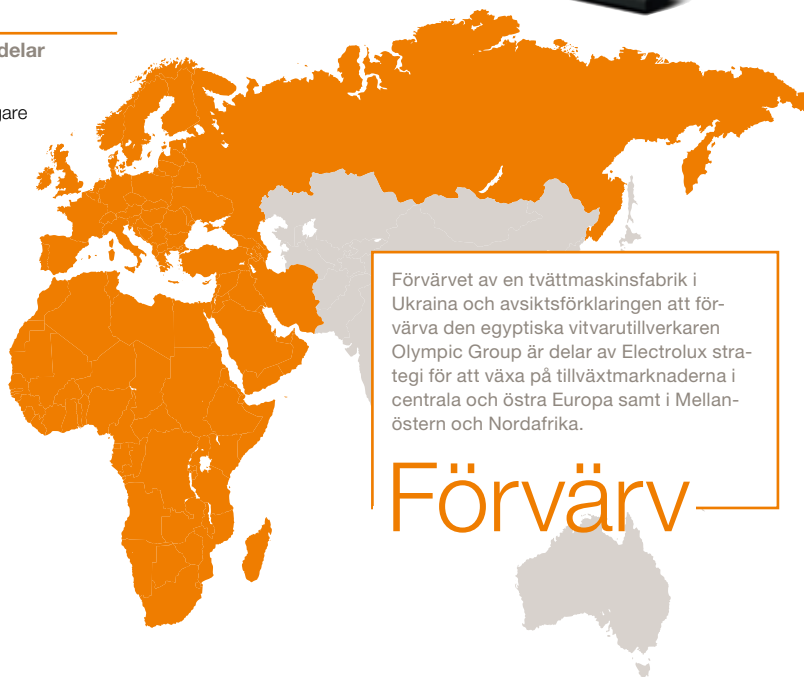 delar
gare
Förvärvet av en tvättmaskinsfabrik i
Ukraina och avsiktsförklaringen att för-
värva den egyptiska vitvarutillverkaren
Olympic Group är delar av Electrolux stra-
tegi för att växa på tillväxtmarknaderna i
centrala och östra Europa samt i Mellan-
östern och Nordafrika.
Förvärv